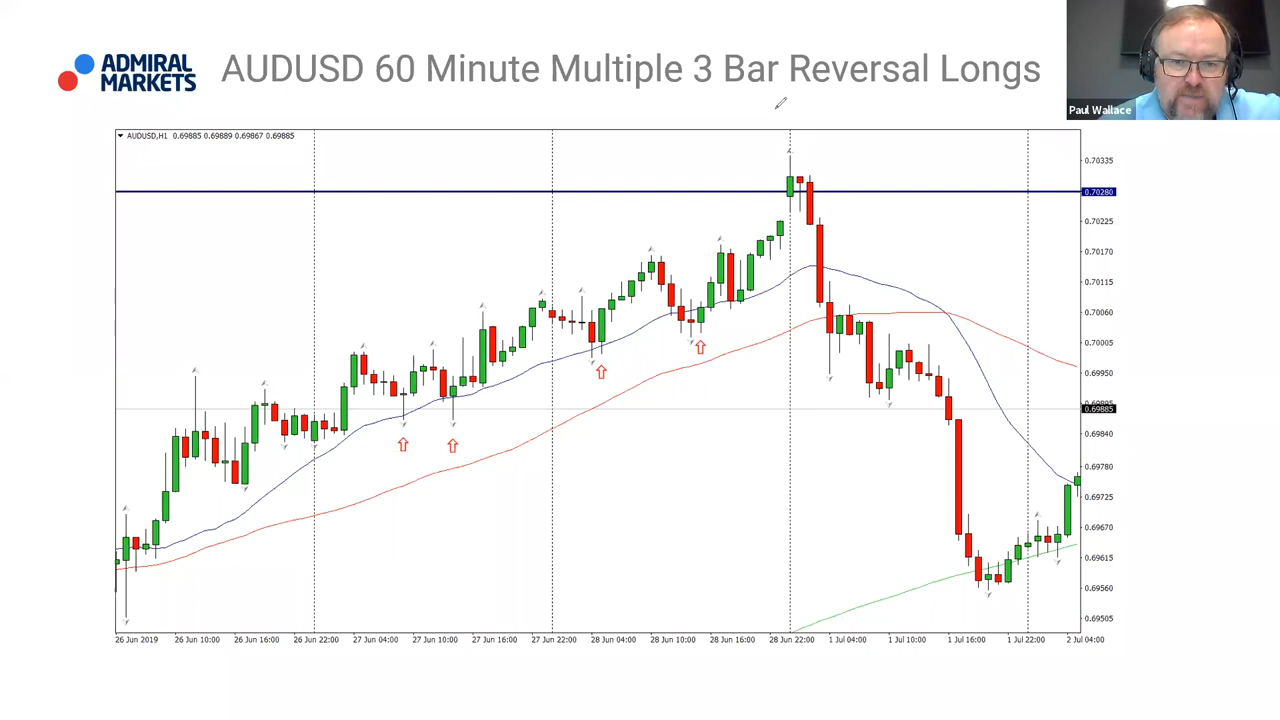 ADMIRAL
MARKETS
AUDUSD 60 Minute Multiple 3 Bar Reversal Longs
Paul Wallace
AUDUSD,H1 0.69885 0.69889 0.69867 0.69885
0.70335
0.70280
0.70225
0.70170
0.70115
0.70060
0.70005
0.69950
0.69895
0.69885
0.69840
0.69780
0.69725
0.69670
0.69615
0.69560
0.69505
26 Jun 2019 26 Jun 10:00 26 Jun 16:00 26 Jun 22:00 27 Jun 04:00 27 Jun 10:00 27 Jun 16:00 27 Jun 22:00 28 Jun 04:00 28 Jun 10:00 28 Jun 16:00 28 Jun 22:00 1 Jul 04:00 1 Jul 10:00 1 Jul 16:00 1 Jul 22:00 2 Jul 04:00